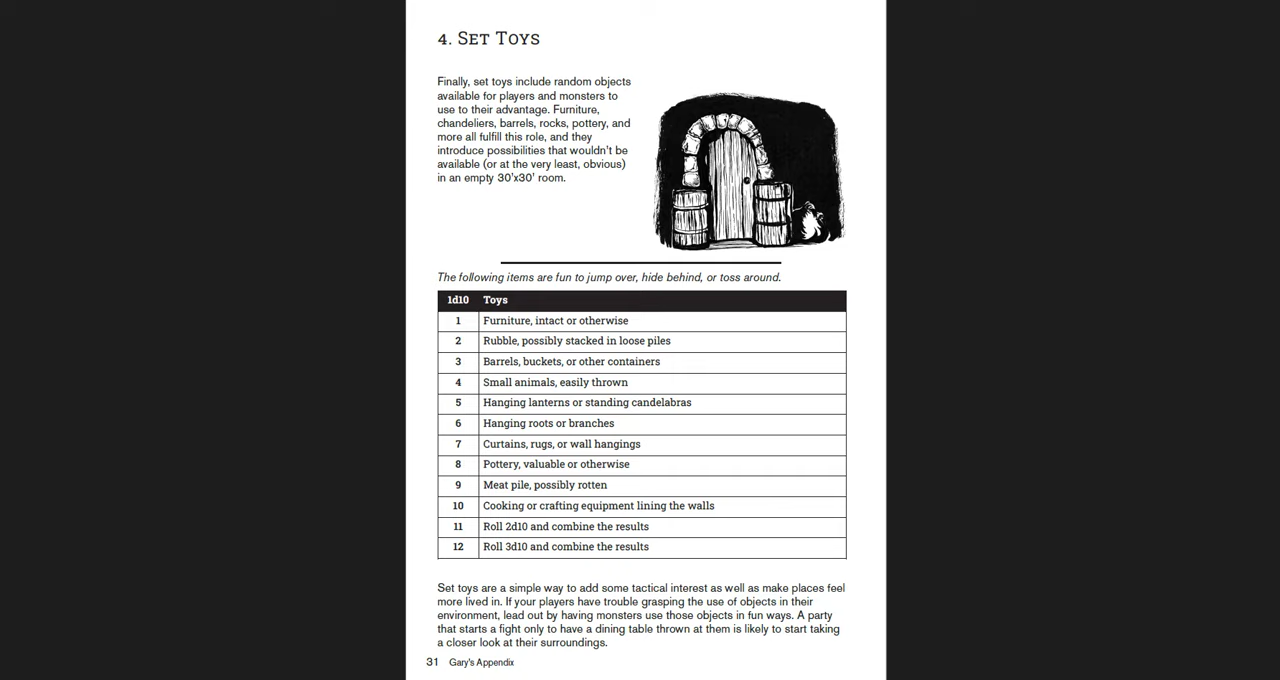 4. Set Toys
Finally, set toys include random objects
available for players and monsters to
use to their advantage. Furniture,
chandeliers, barrels, rocks, pottery, and
more all fulfill this role, and they
introduce possibilities that wouldn't be
available (or at the very least, obvious)
in an empty 30'x30' room.
The following items are fun to jump over, hide behind, or toss around.
1d10 Toys
1 Furniture, intact or otherwise
2 Rubble, possibly stacked in loose piles
3 Barrels, buckets, or other containers
4 Small animals, easily thrown
5 Hanging lanterns or standing candelabras
6 Hanging roots or branches
7 Curtains, rugs, or wall hangings
8 Pottery, valuable or otherwise
9 Meat pile, possibly rotten
10 Cooking or crafting equipment lining the walls
11 Roll 2d10 and combine the results
12 Roll 3d10 and combine the results
Set toys are a simple way to add some tactical interest as well as make places feel
more lived in. If your players have trouble grasping the use of objects in their
environment, lead out by having monsters use those objects in fun ways. A party
that starts a fight only to have a dining table thrown at them is likely to start taking
a closer look at their surroundings.
31 Gary's Appendix